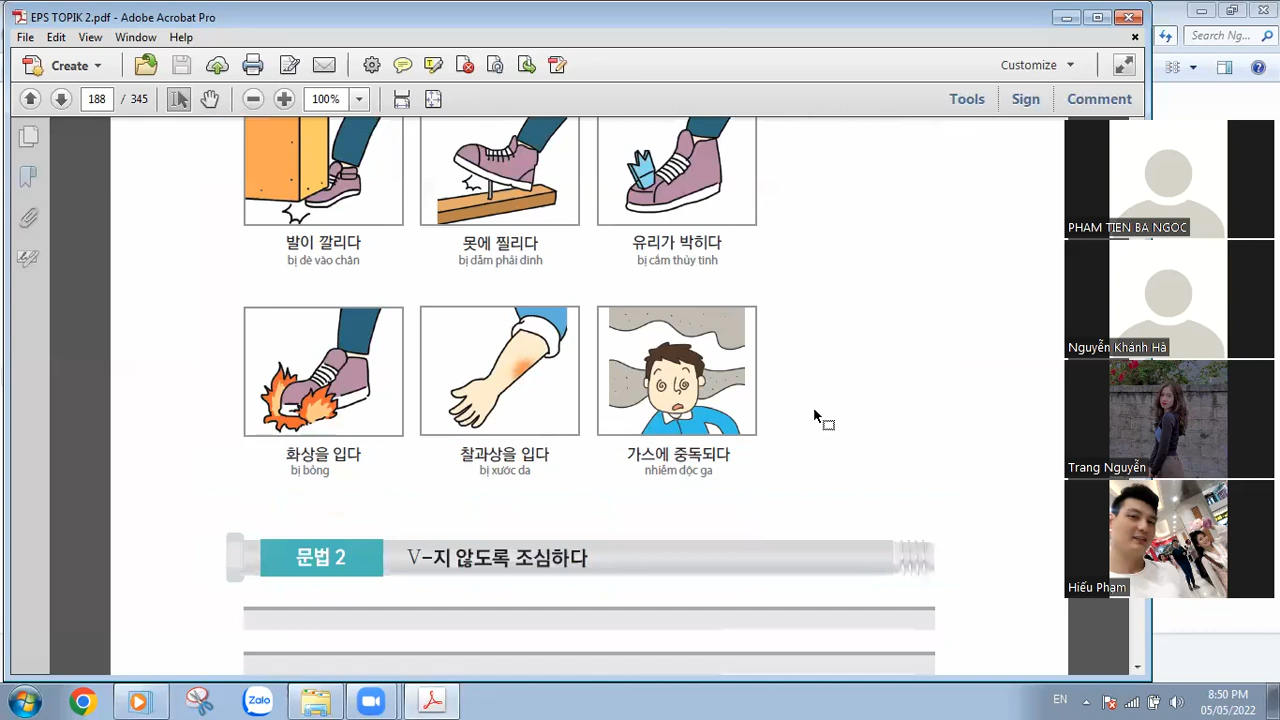 EPS TOPIK 2.pdf - Adobe Acrobat Pro
File Edit View Window Help
Search Ng...
Create
Customize
188 / 345
100%
Tools Sign Comment
발이 깔리다 못에 찔리다 유리가 박히다
bị đè vào chân bị dẫm phải đinh bị cắm thủy tinh
화상을 입다 찰과상을 입다 가스에 중독되다
bị bỏng bị xước da nhiễm độc ga
문법 2 V-지 않도록 조심하다
PHAM TIEN BA NGOC
Nguyễn Khánh Hà
Trang Nguyễn
Hiếu Phạm
Zalo
EN
8:50 PM
05/05/2022